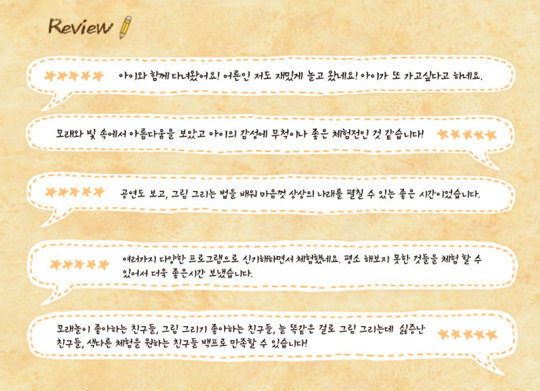 Review
아이와 함께 다녀왔어요! 어른인 저도 재밌게 놀고 왔네요! 아이가 또 가고싶다고 하네요.
모래와 빛 속에서 아름다움을 보았고 아이의 감성에 무척이나 좋은 체험전인 것 같습니다!
공연도 보고, 그림 그리는 법을 배워 마음껏 상상의 나래를 펼칠 수 있는 좋은 시간이었습니다.
여러가지 다양한 프로그램으로 신기해하면서 체험했네요. 평소 해보지 못한 것들을 체험 할 수
있어서 더욱 좋은시간 보냈습니다.
모래놀이 좋아하는 친구들, 그림 그리기 좋아하는 친구들, 늘 똑같은 걸로 그림 그리는데 싫증난
친구들, 색다른 체험을 원하는 친구들 백프로 만족할 수 있습니다!